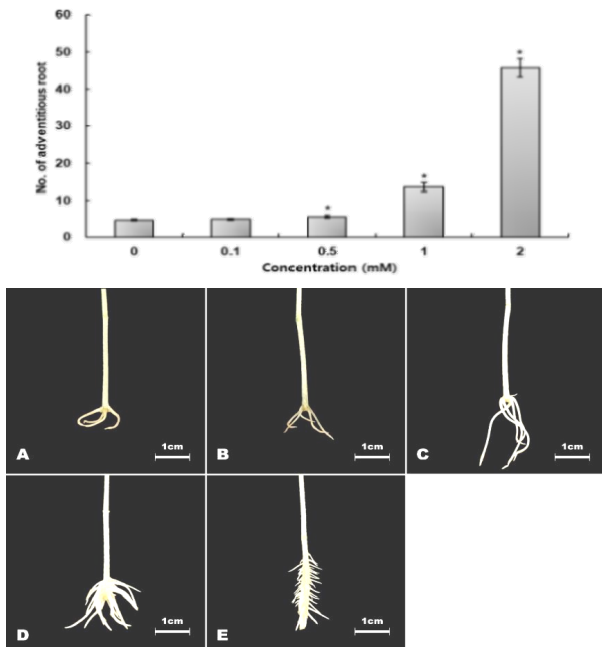 60
50
40
30
20
10
0
No. of adventitious root
*
*
*
0 0.1 0.5 1 2
Concentration (mM)
A 1cm
B 1cm
C 1cm
D 1cm
E 1cm